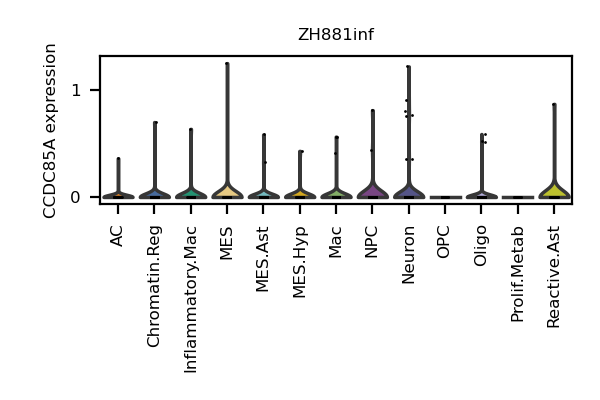 ZH881inf
CCDC85A expression
1
0
AC
Chromatin.Reg
Inflammatory.Mac
MES
MES.Ast
MES.Hyp
Mac
NPC
Neuron
OPC
Oligo
Prolif.Metab
Reactive.Ast